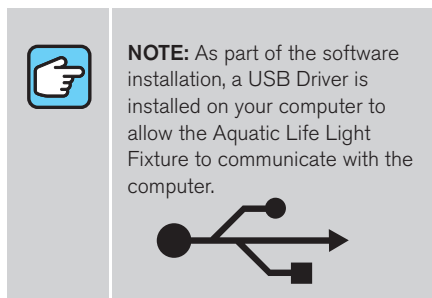 NOTE: As part of the software
installation, a USB Driver is
installed on your computer to
allow the Aquatic Life Light
Fixture to communicate with the
computer.